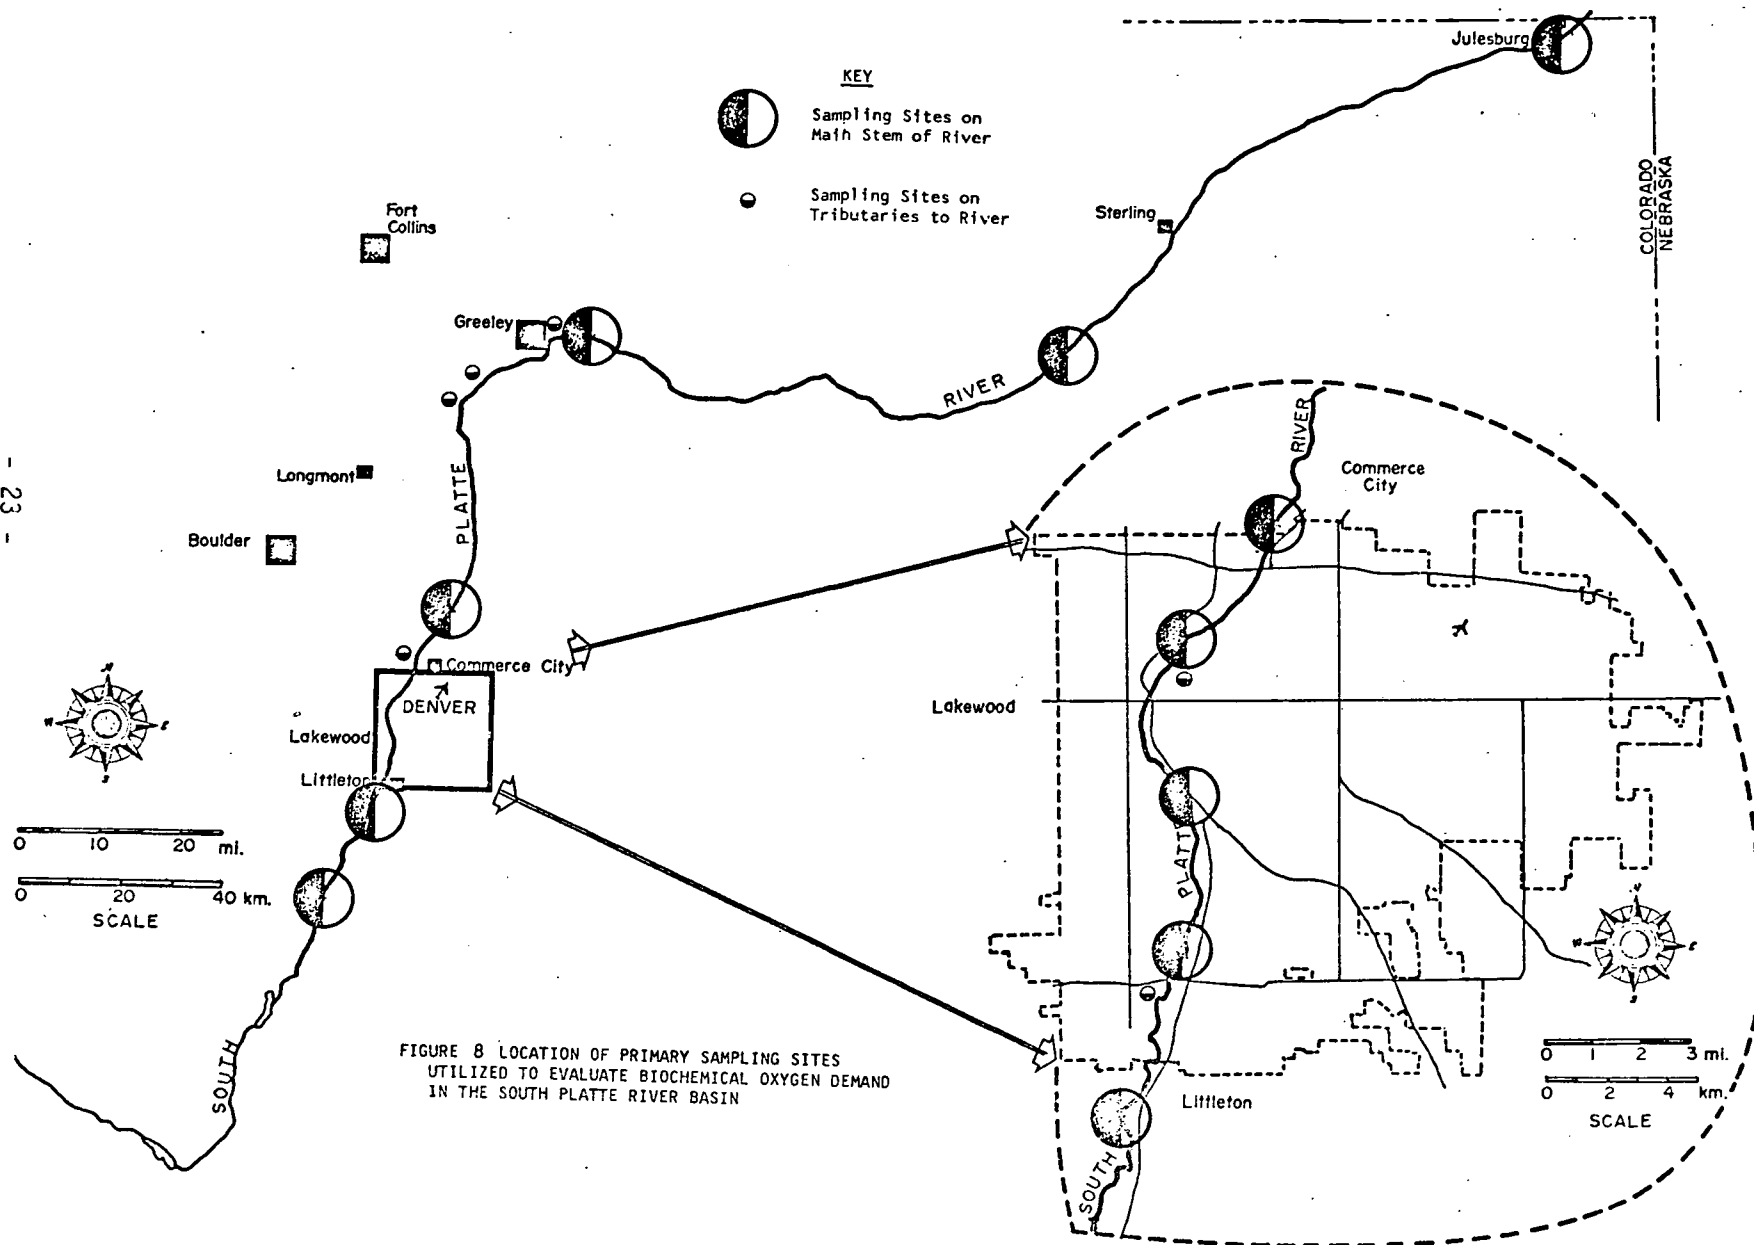 KEY
Sampling Sites on
Main Stem of River
Sampling Sites on
Tributaries to River
Julesburg
COLORADO
NEBRASKA
Sterling
Fort
Collins
Greeley
RIVER
PLATTE
Longmont
Boulder
Commerce City
DENVER
Lakewood
Littleton
N
W
E
S
0 10 20 mi.
0 20 40 km.
SCALE
SOUTH
FIGURE 8 LOCATION OF PRIMARY SAMPLING SITES
UTILIZED TO EVALUATE BIOCHEMICAL OXYGEN DEMAND
IN THE SOUTH PLATTE RIVER BASIN
RIVER
Commerce
City
Lakewood
PLATT
Littleton
SOUTH
W
E
S
0 1 2 3 mi.
0 2 4 km.
SCALE
- 23 -